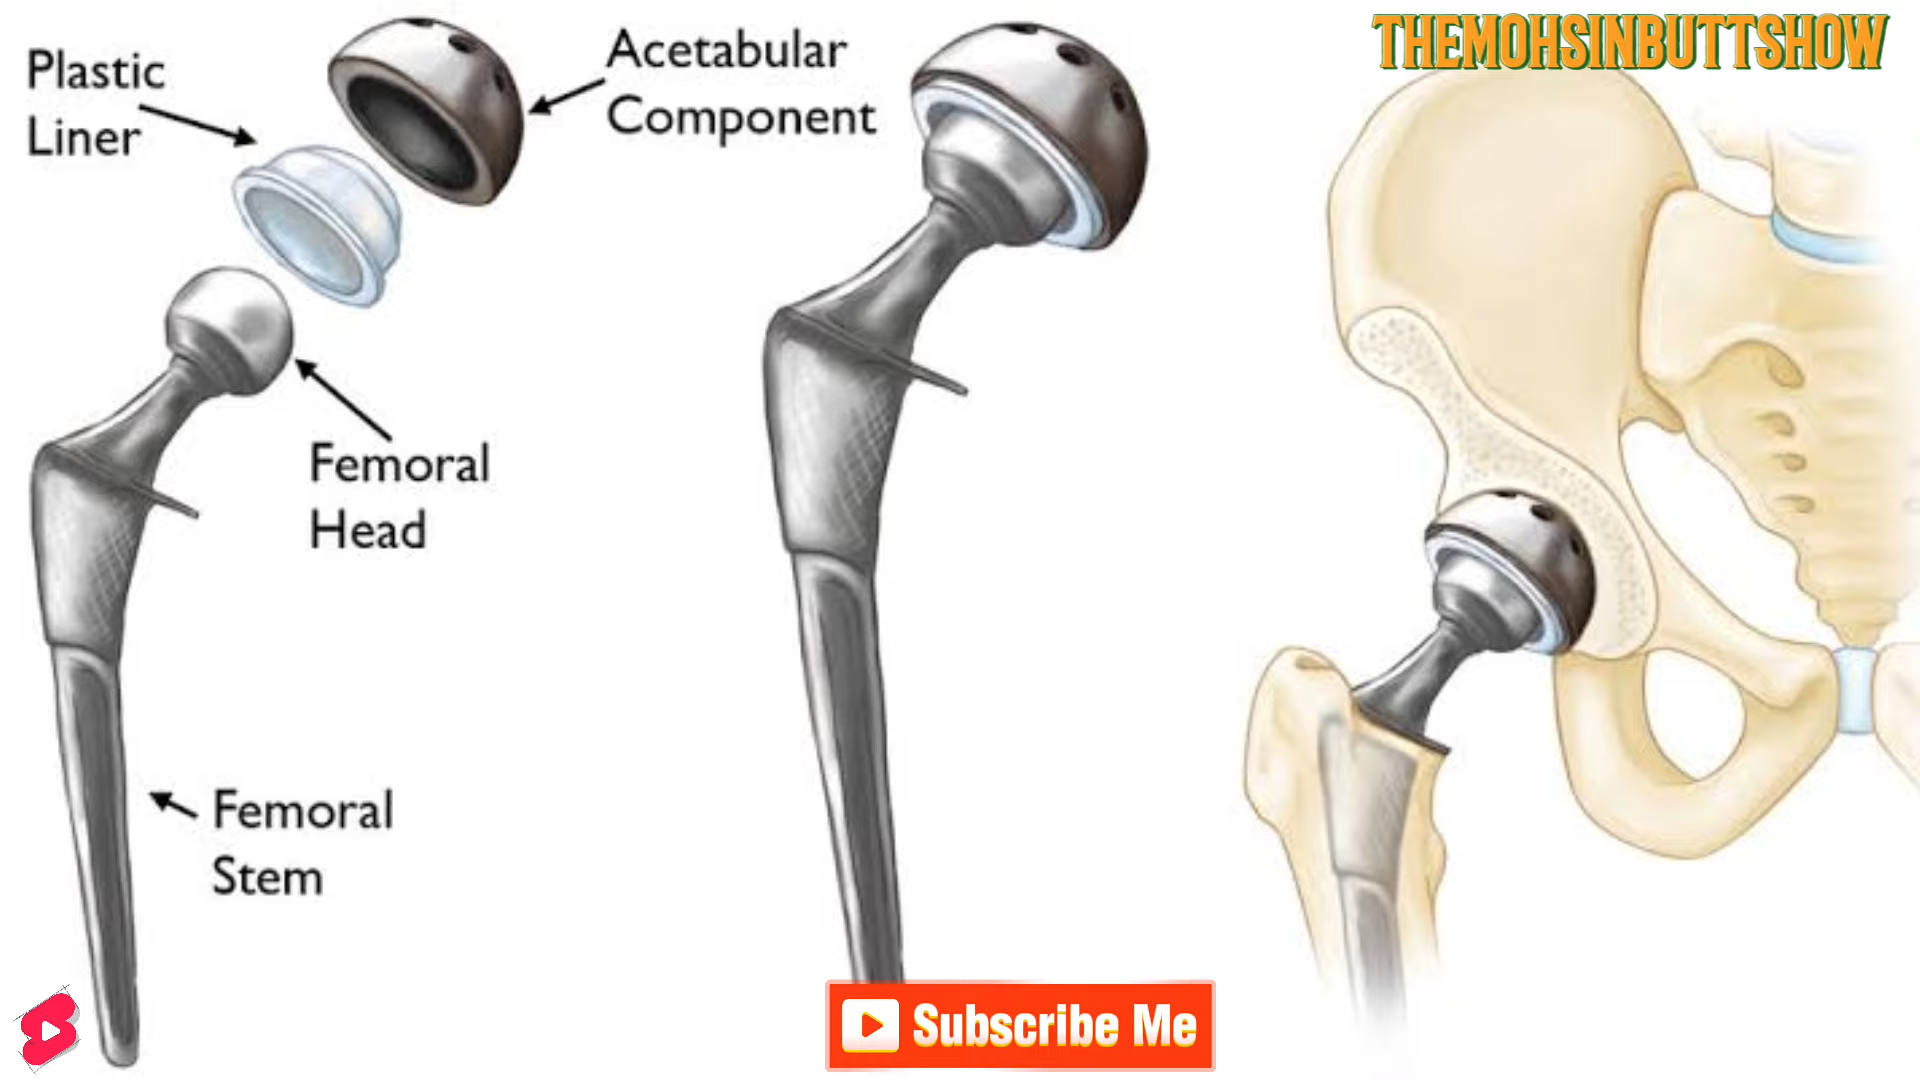 Plastic
Liner
Acetabular
Component
THEMOHSINBUTTSHOW
Femoral
Head
Femoral
Stem
Subscribe Me